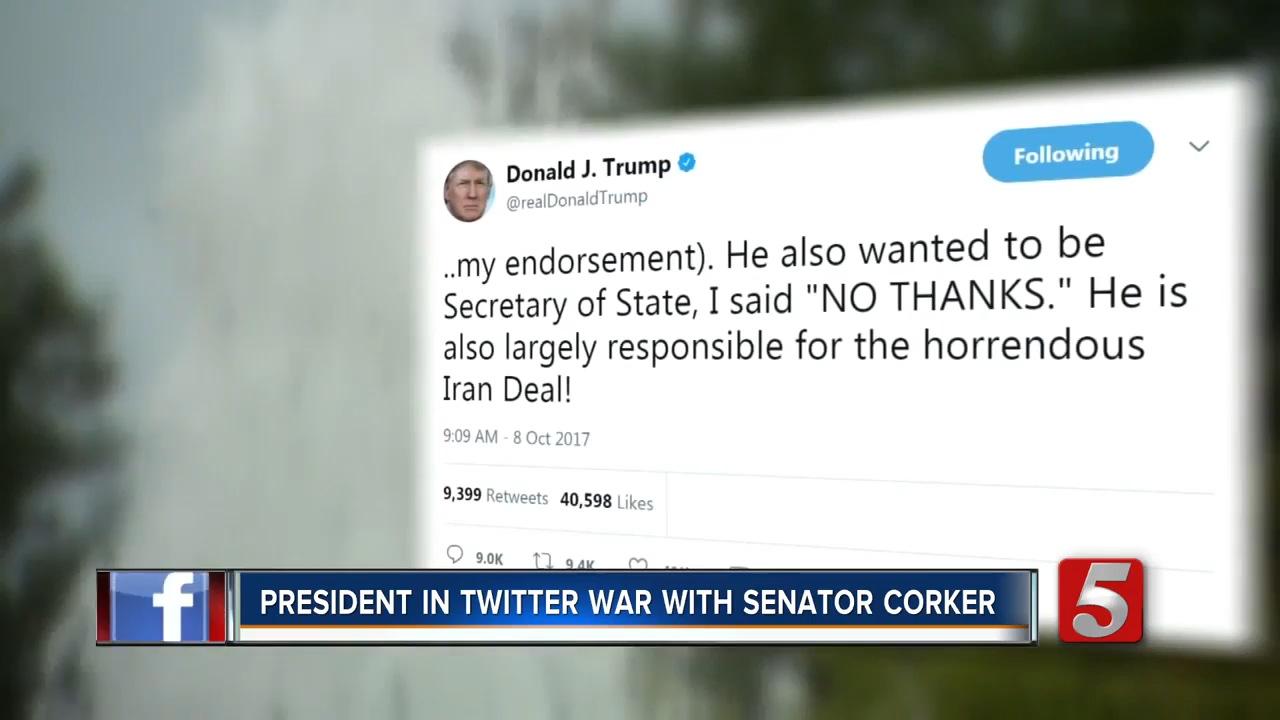 Donald J. Trump
@realDonaldTrump
Following
..my endorsement). He also wanted to be
Secretary of State, I said "NO THANKS." He is
also largely responsible for the horrendous
Iran Deal!
9:09 AM - 8 Oct 2017
9,399 Retweets 40,598 Likes
9.0K 9.4K
f PRESIDENT IN TWITTER WAR WITH SENATOR CORKER 5